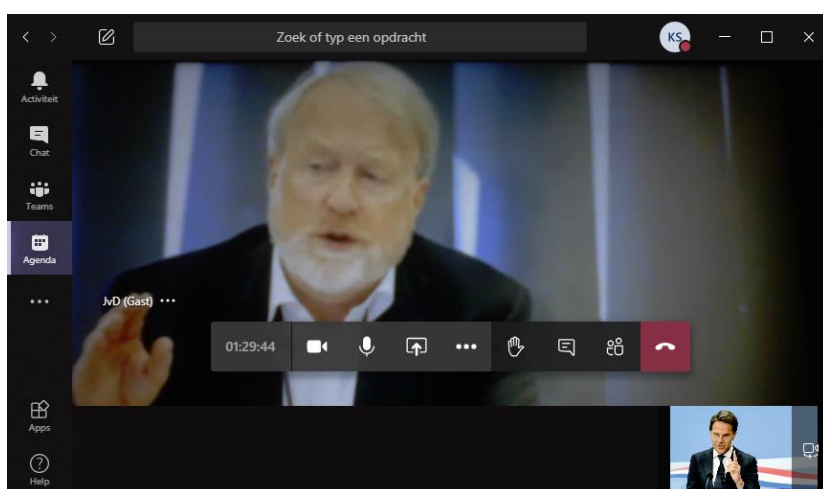 Zoek of typ een opdracht
KS
Activiteit
Chat
Teams
Agenda
JvD (Gast)
01:29:44
Apps
Help